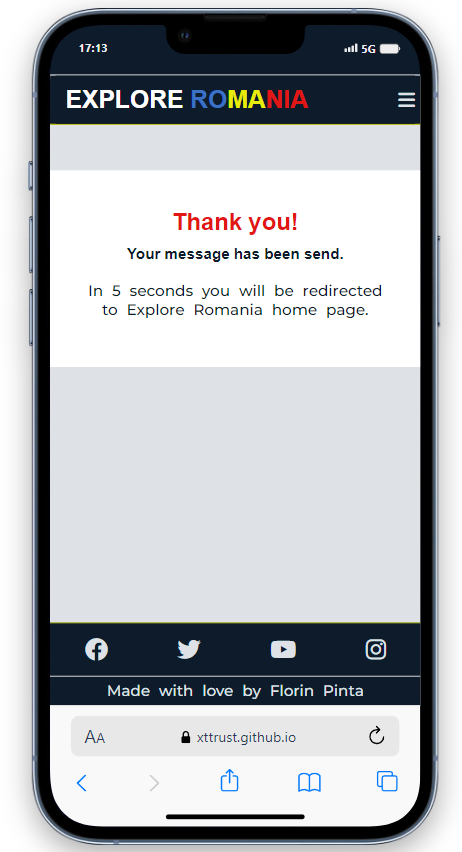 17:13
5G
EXPLORE ROMANIA
Thank you!
Your message has been send.
In 5 seconds you will be redirected
to Explore Romania home page.
Made with love by Florin Pinta
AA
xttrust.github.io